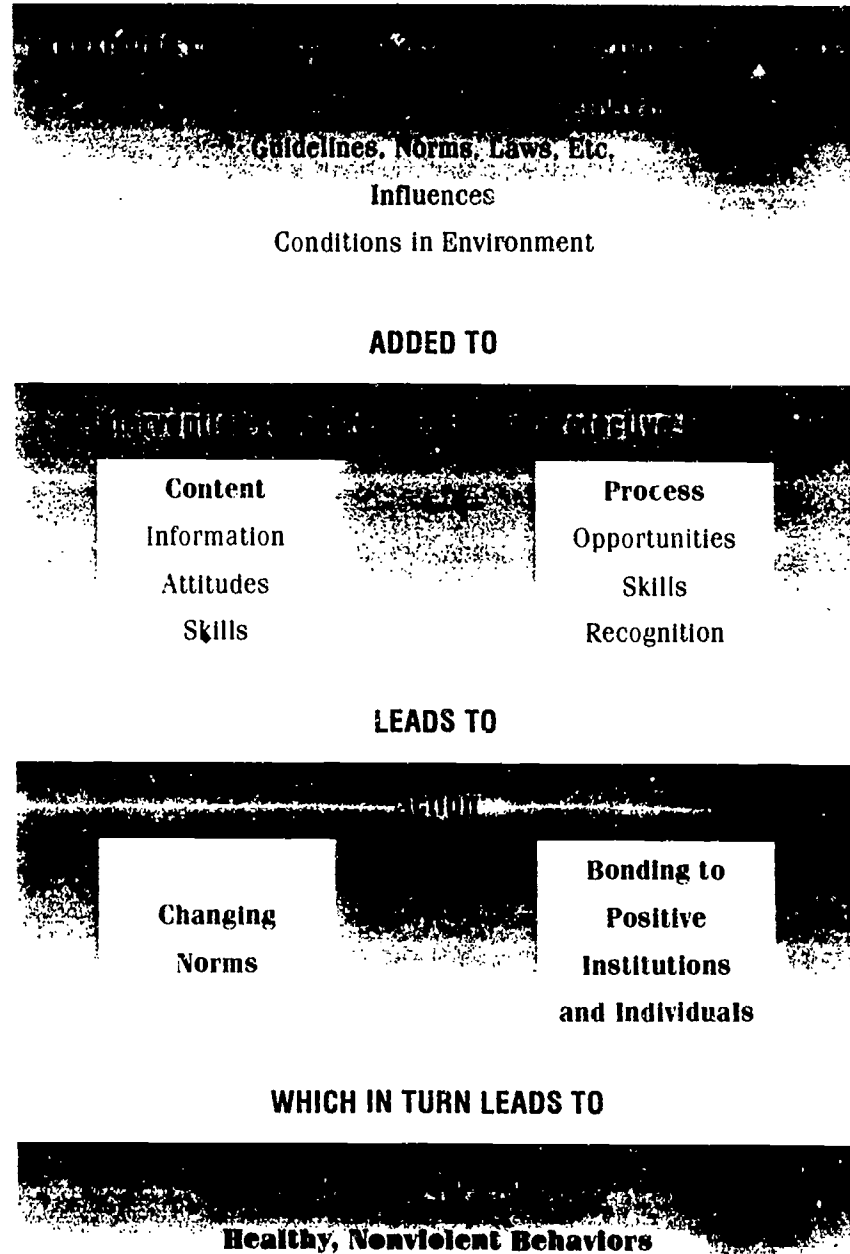 Guidelines, Norms, Laws, Etc.
Influences
Conditions in Environment
ADDED TO
Content
Information
Attitudes
Skills
Process
Opportunities
Skills
Recognition
LEADS TO
Changing
Norms
Bonding to
Positive
Institutions
and Individuals
WHICH IN TURN LEADS TO
Healthy, Nonviolent Behaviors